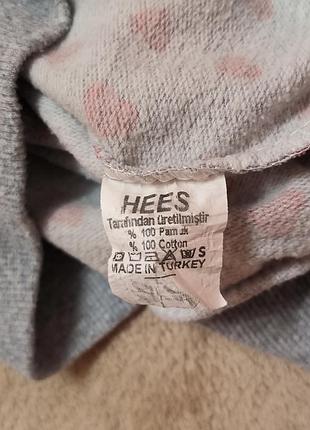 HEES
Tarafından üretilmiştir
% 100 Pamuk
% 100 Cotton
S
MADE IN TURKEY